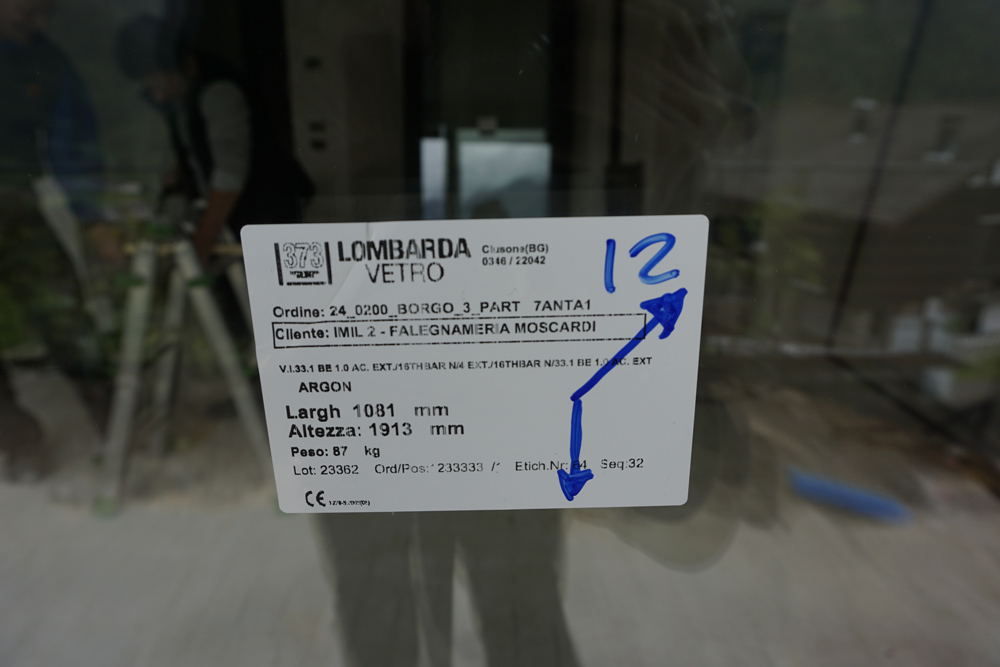 373
LOMBARDA
VETRO
Clusone(BG)
0346 / 22042
12
Ordine: 24_0200_BORGO_3_PART 7ANTA1
Cliente: IMIL 2 - FALEGNAMERIA MOSCARDI
V.I.33.1 BE 1.0 AC. EXT./16THBAR N/4 EXT./16THBAR N/33.1 BE 1.0 AC. EXT
ARGON
Largh 1081 mm
Altezza: 1913 mm
Peso: 87 kg
Lot: 23362 Ord/Pos: 233333 /1 Etich.Nr: Seq:32
CE